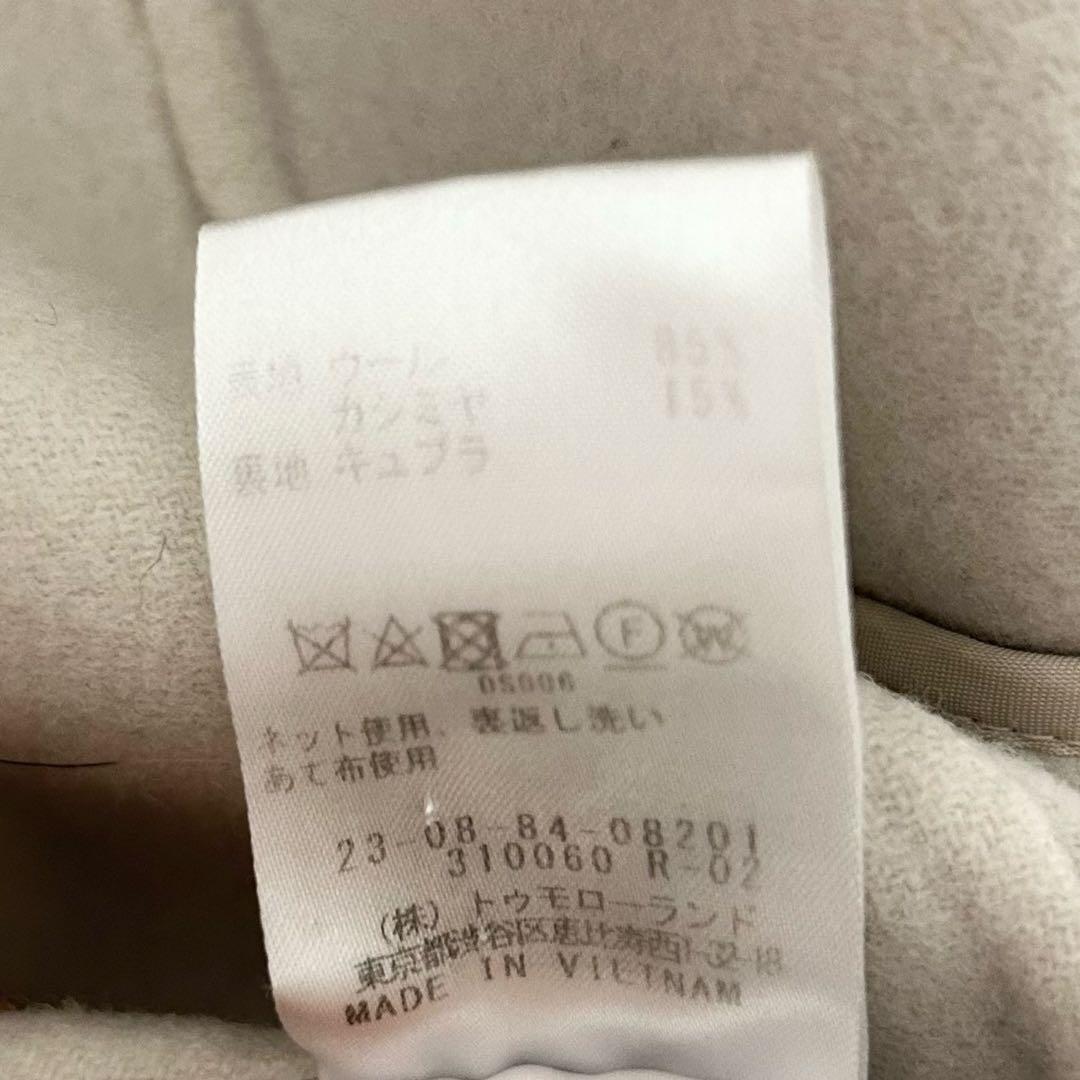 表地 ウール 85%
カシミヤ 15%
裏地 キュプラ
F W
DS006
ネット使用、裏返し洗い
あて布使用
23-08-84-08201
310060 R-02
(株) トゥモローランド
東京都渋谷区恵比寿西1-32-18
MADE IN VIETNAM